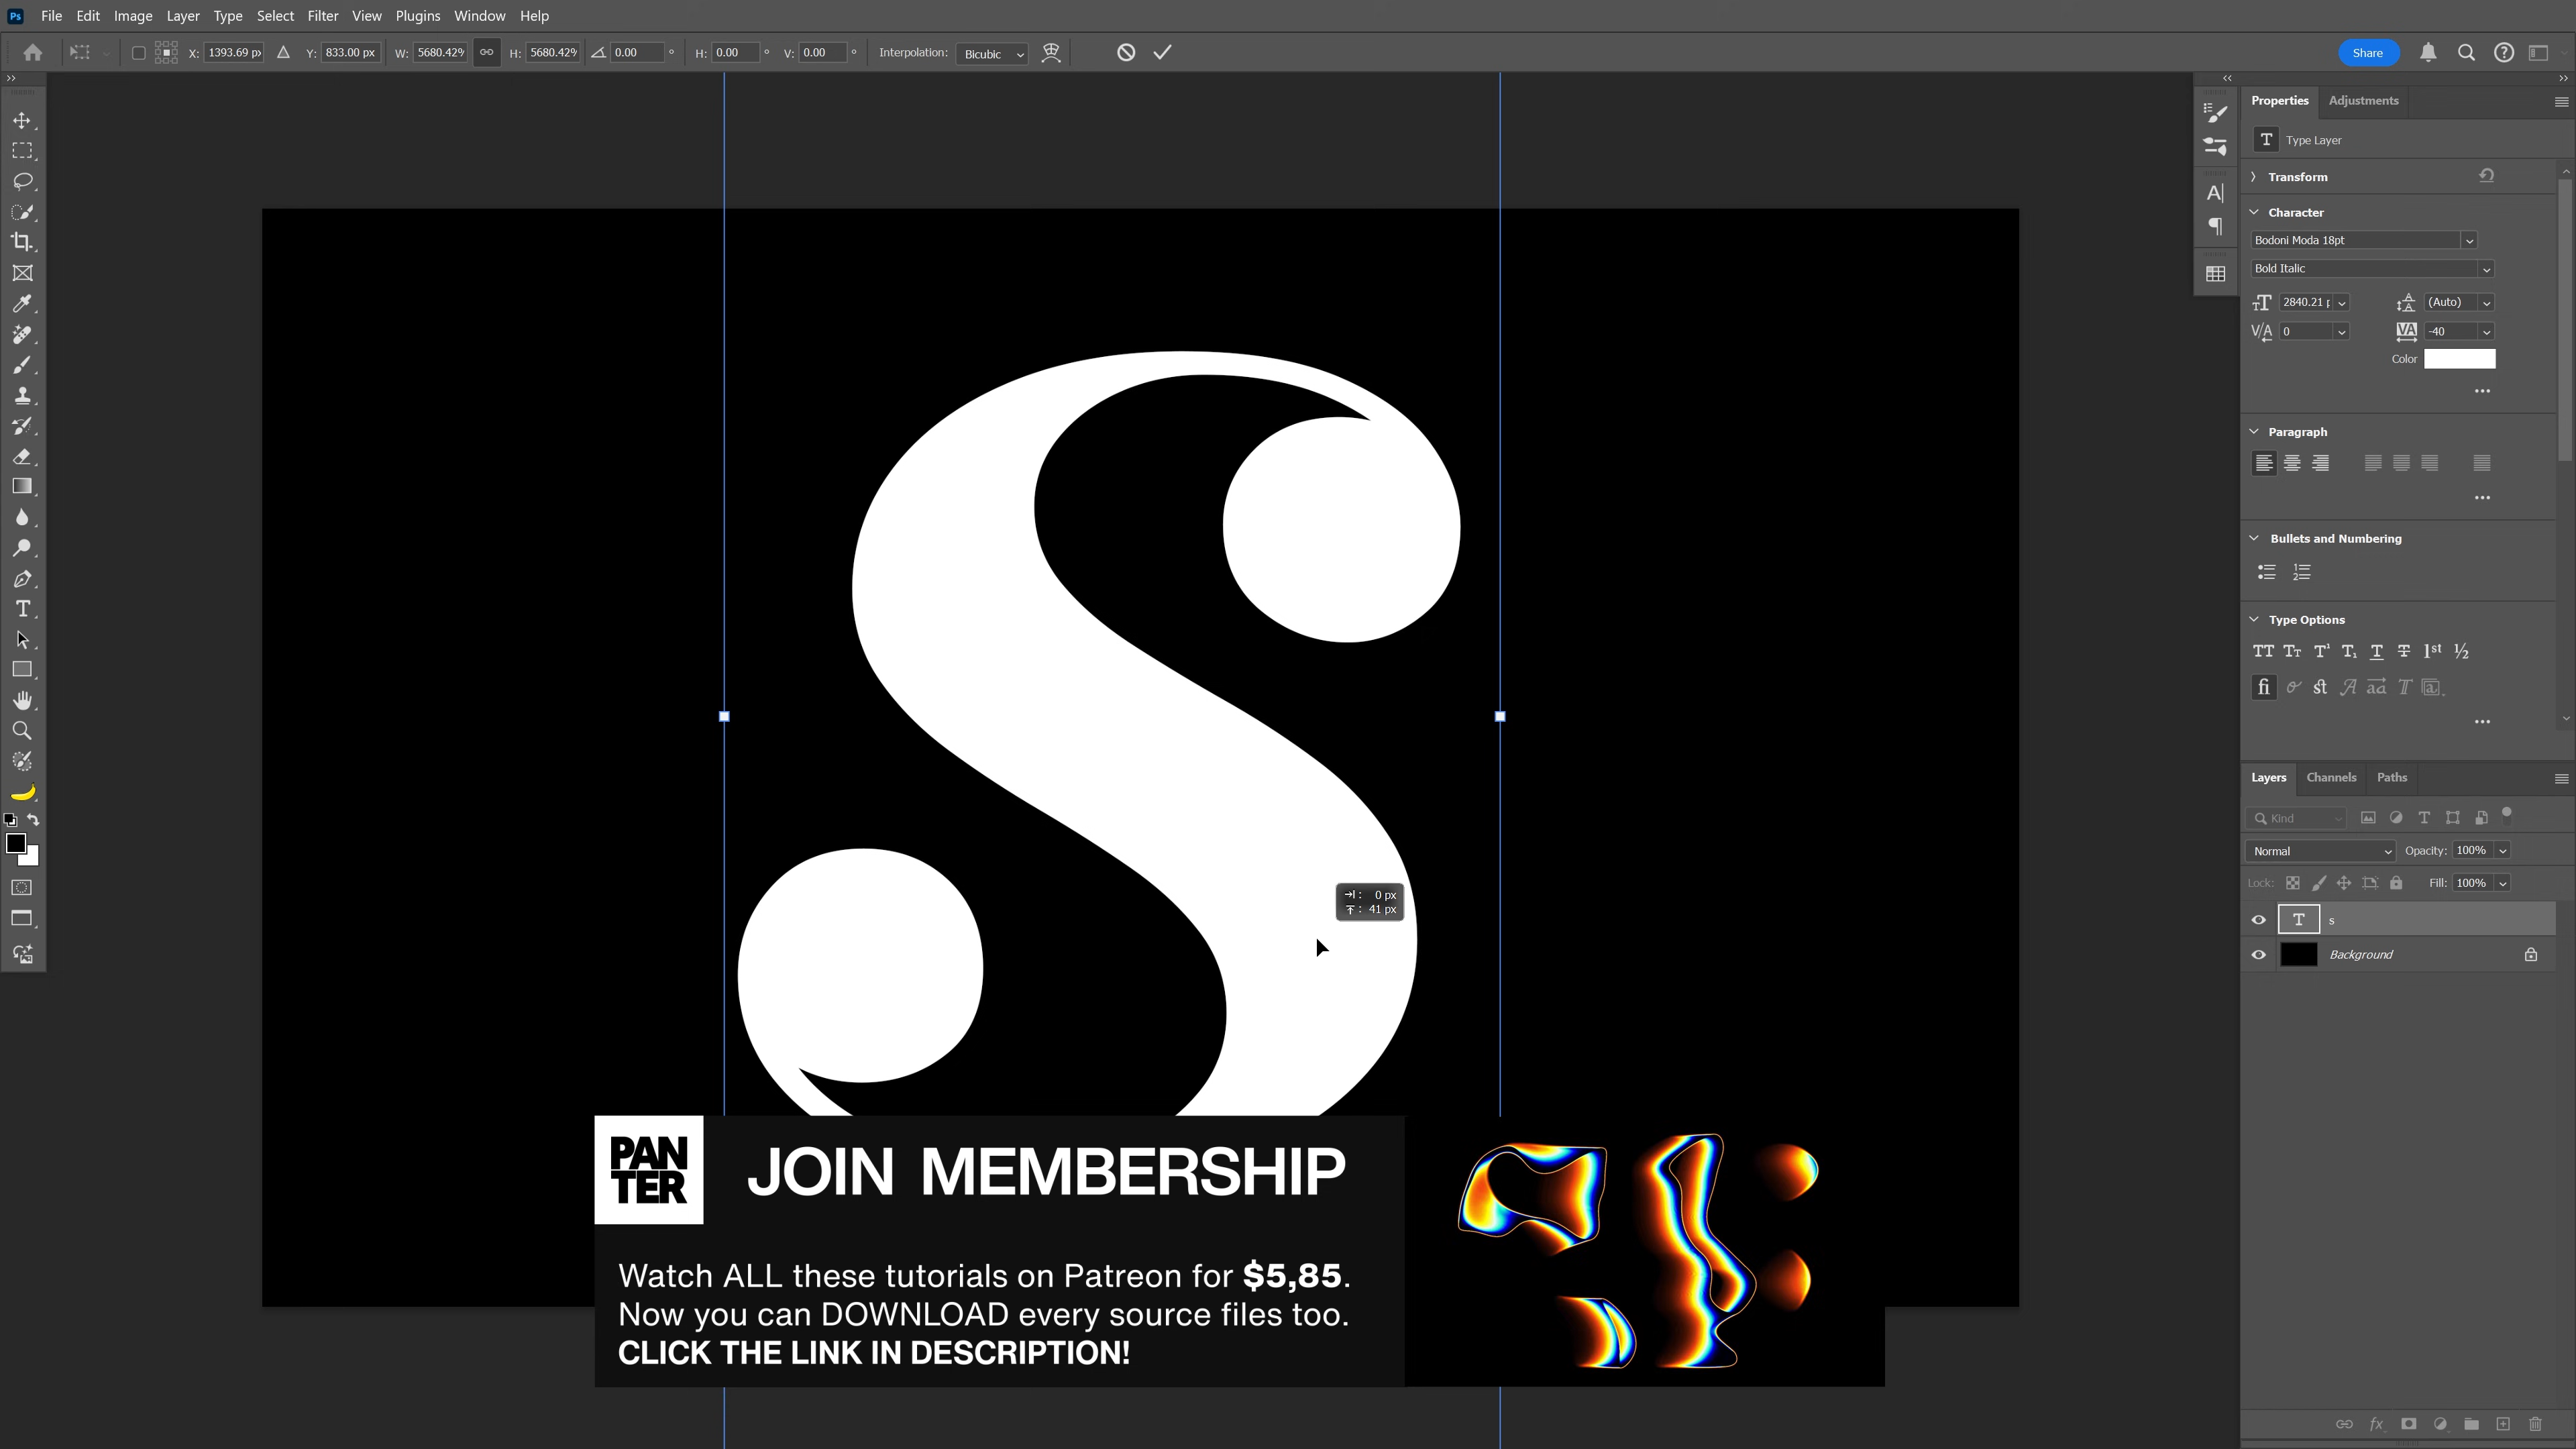 Ps File Edit Image Layer Type Select Filter View Plugins Window Help
X: 1393.69 px Y: 833.00 px W: 5680.42% H: 5680.42% 0.00 ° H: 0.00 ° V: 0.00 ° Interpolation: Bicubic Share
Properties Adjustments
T Type Layer
Transform
Character
Bodoni Moda 18pt
Bold Italic
2840.21 p (Auto)
0 -40
Color
Paragraph
Bullets and Numbering
Type Options
Layers Channels Paths
Kind
Normal Opacity: 100%
Lock: Fill: 100%
T s
Background
s
0 px
41 px
PAN
TER
JOIN MEMBERSHIP
Watch ALL these tutorials on Patreon for $5,85.
Now you can DOWNLOAD every source files too.
CLICK THE LINK IN DESCRIPTION!